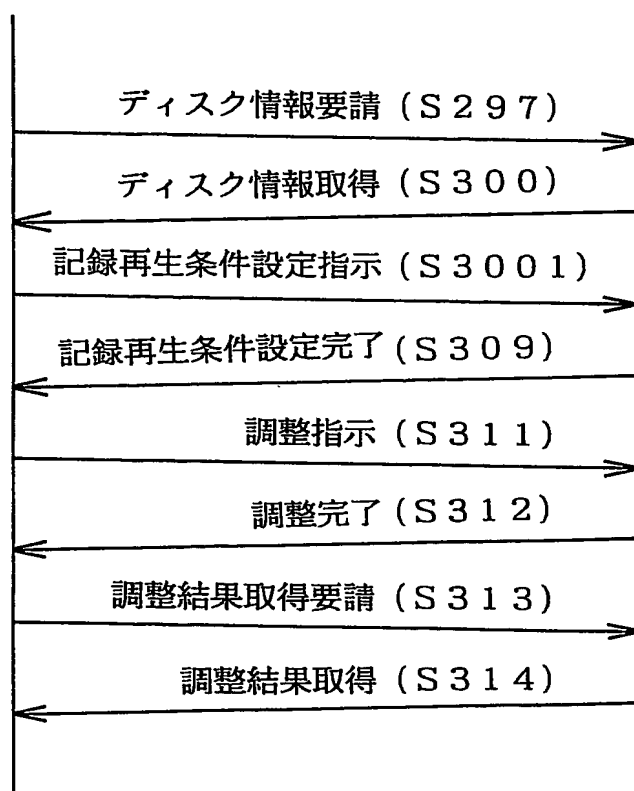 ディスク情報要請(S297)
ディスク情報取得(S300)
記録再生条件設定指示(S3001)
記録再生条件設定完了(S309)
調整指示(S311)
調整完了(S312)
調整結果取得要請(S313)
調整結果取得(S314)